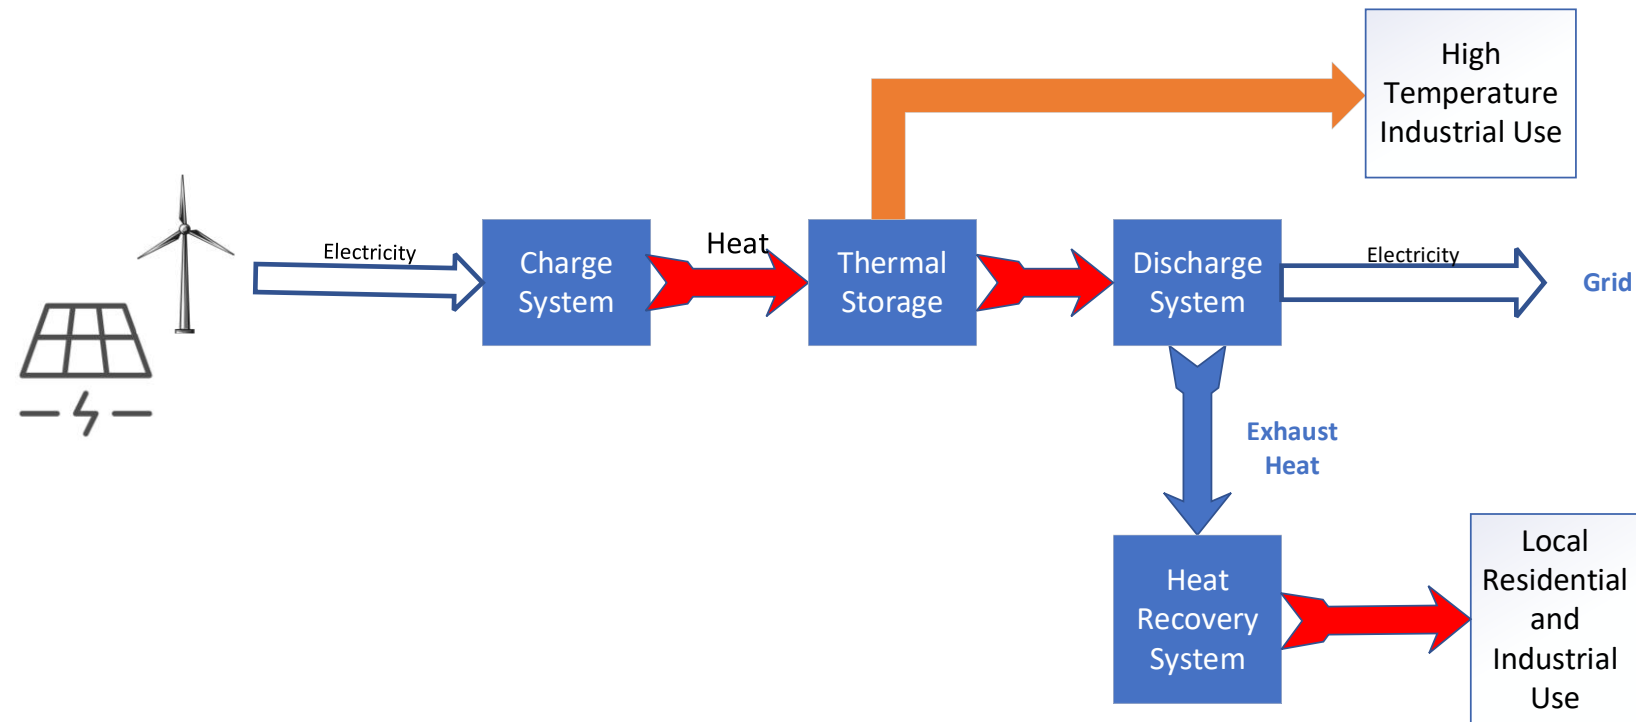 High
Temperature
Industrial Use
Electricity
Charge
System
Heat
Thermal
Storage
Discharge
System
Electricity
Grid
Exhaust
Heat
Heat
Recovery
System
Local
Residential
and
Industrial
Use